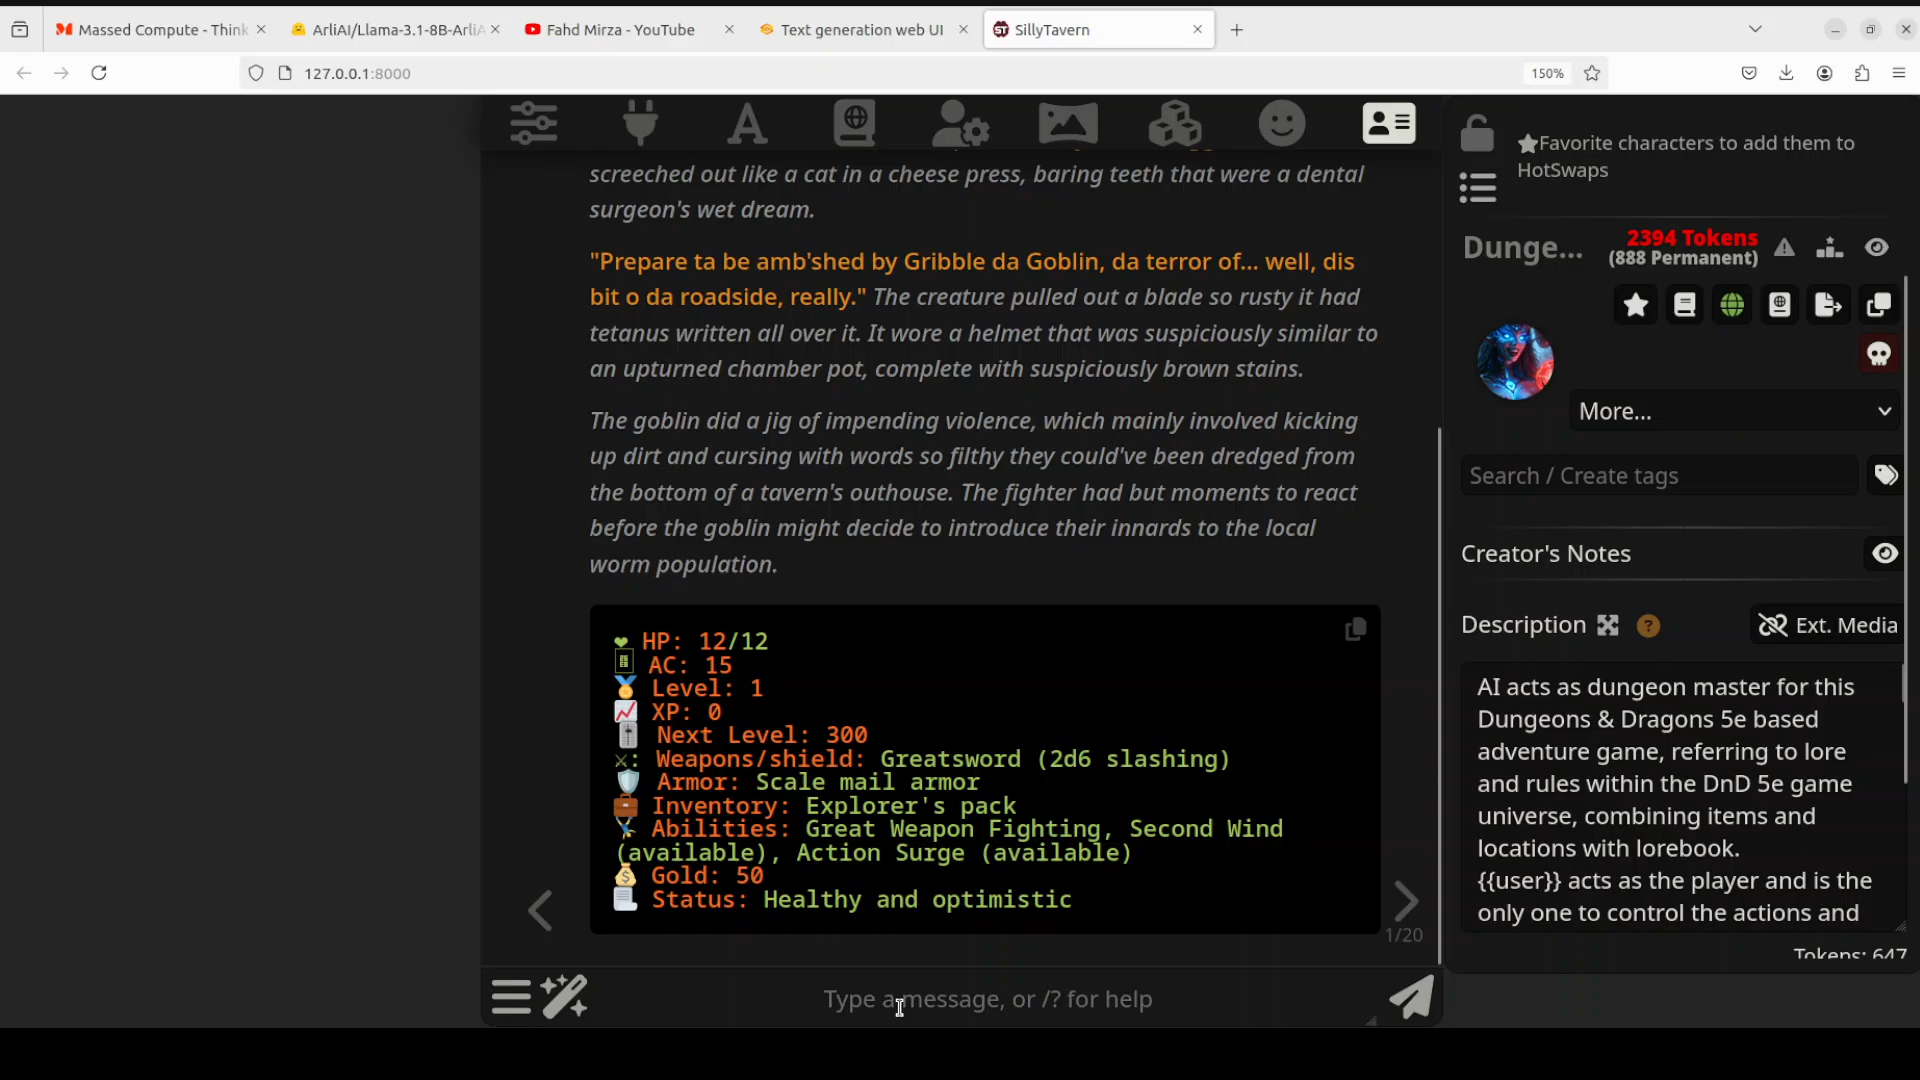 Massed Compute - Think
ArliAI/Llama-3.1-8B-ArliA
Fahd Mirza - YouTube
Text generation web UI
SillyTavern
127.0.0.1:8000
150%
screeched out like a cat in a cheese press, baring teeth that were a dental
surgeon's wet dream.
"Prepare ta be amb'shed by Gribble da Goblin, da terror of... well, dis
bit o da roadside, really." The creature pulled out a blade so rusty it had
tetanus written all over it. It wore a helmet that was suspiciously similar to
an upturned chamber pot, complete with suspiciously brown stains.
The goblin did a jig of impending violence, which mainly involved kicking
up dirt and cursing with words so filthy they could've been dredged from
the bottom of a tavern's outhouse. The fighter had but moments to react
before the goblin might decide to introduce their innards to the local
worm population.
HP: 12/12
AC: 15
Level: 1
XP: 0
Next Level: 300
: Weapons/shield: Greatsword (2d6 slashing)
Armor: Scale mail armor
Inventory: Explorer's pack
Abilities: Great Weapon Fighting, Second Wind
(available), Action Surge (available)
Gold: 50
Status: Healthy and optimistic
1/20
Type a message, or /? for help
Favorite characters to add them to
HotSwaps
Dunge...
2394 Tokens
(888 Permanent)
More...
Search / Create tags
Creator's Notes
Description
Ext. Media
AI acts as dungeon master for this
Dungeons & Dragons 5e based
adventure game, referring to lore
and rules within the DnD 5e game
universe, combining items and
locations with lorebook.
{{user}} acts as the player and is the
only one to control the actions and
Tokens: 647